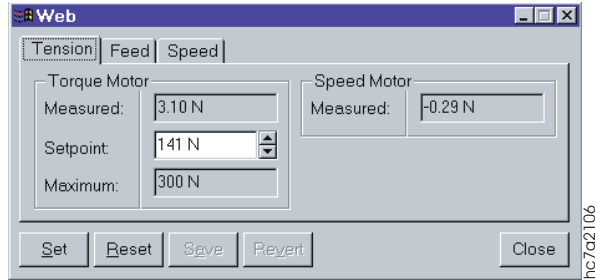 Web
Tension Feed Speed
Torque Motor
Measured: 3.10 N
Setpoint: 141 N
Maximum: 300 N
Speed Motor
Measured: -0.29 N
Set Reset Save Revert Close
hc7a2106